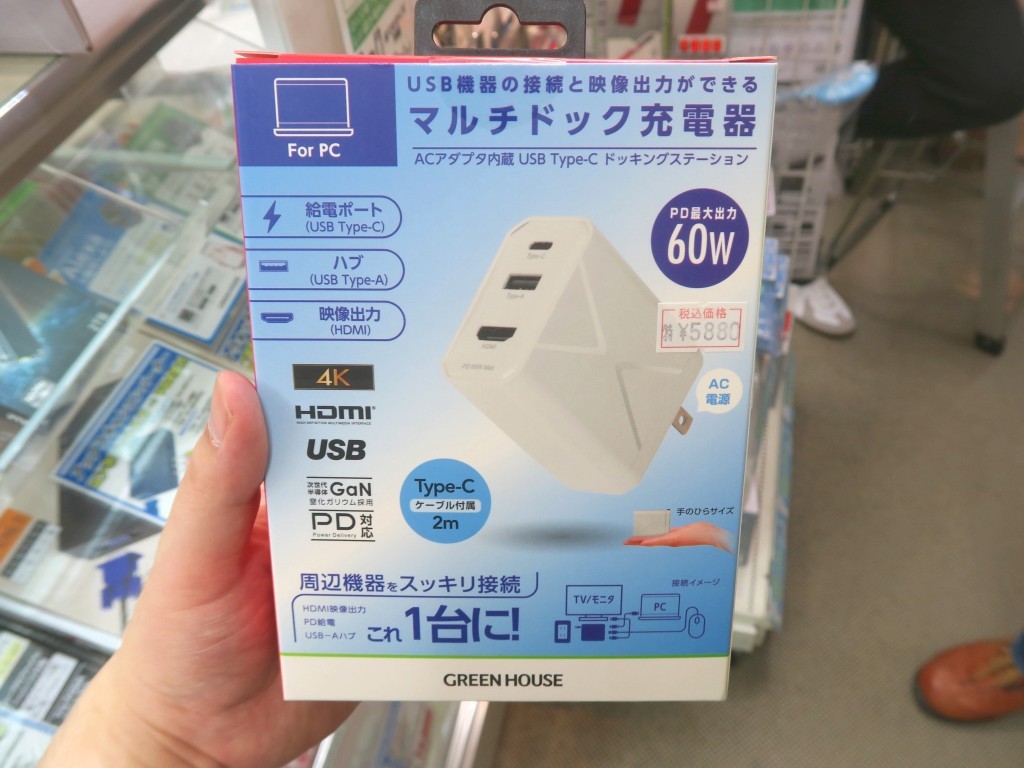 For PC
USB機器の接続と映像出力ができる
マルチドック充電器
ACアダプタ内蔵 USB Type-C ドッキングステーション
給電ポート
(USB Type-C)
ハブ
(USB Type-A)
映像出力
(HDMI)
PD最大出力
60W
Type-C
Type-A
HDMI
税込価格
特 ¥5880
AC
電源
4K
HDMI
HIGH-DEFINITION MULTIMEDIA INTERFACE
USB
次世代
半導体 GaN
窒化ガリウム採用
PD対応
Power Delivery
Type-C
ケーブル付属
2m
手のひらサイズ
周辺機器をスッキリ接続
HDMI映像出力
PD給電
USB-Aハブ
これ1台に!
接続イメージ
TV/モニタ
PC
GREEN HOUSE